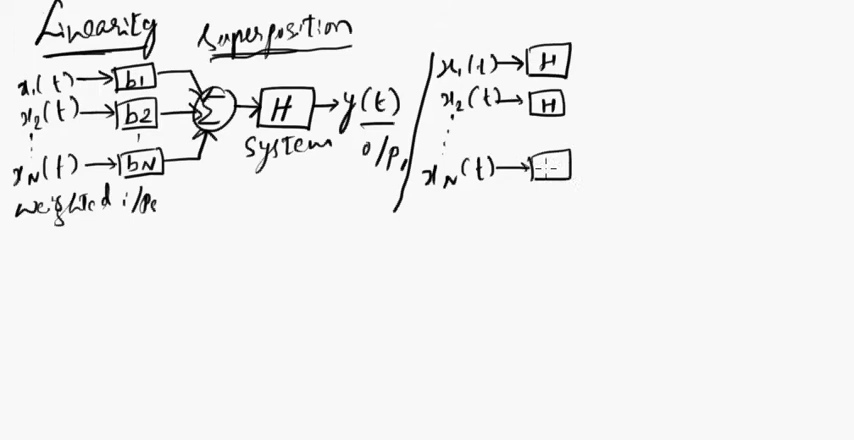 Linearity Superposition
x₁(t) → b1
x₂(t) → b2
Σ → H → y(t)
System o/p,
xN(t) → bN
weighted i/ps
x₁(t) → H
x₂(t) → H
xN(t) →